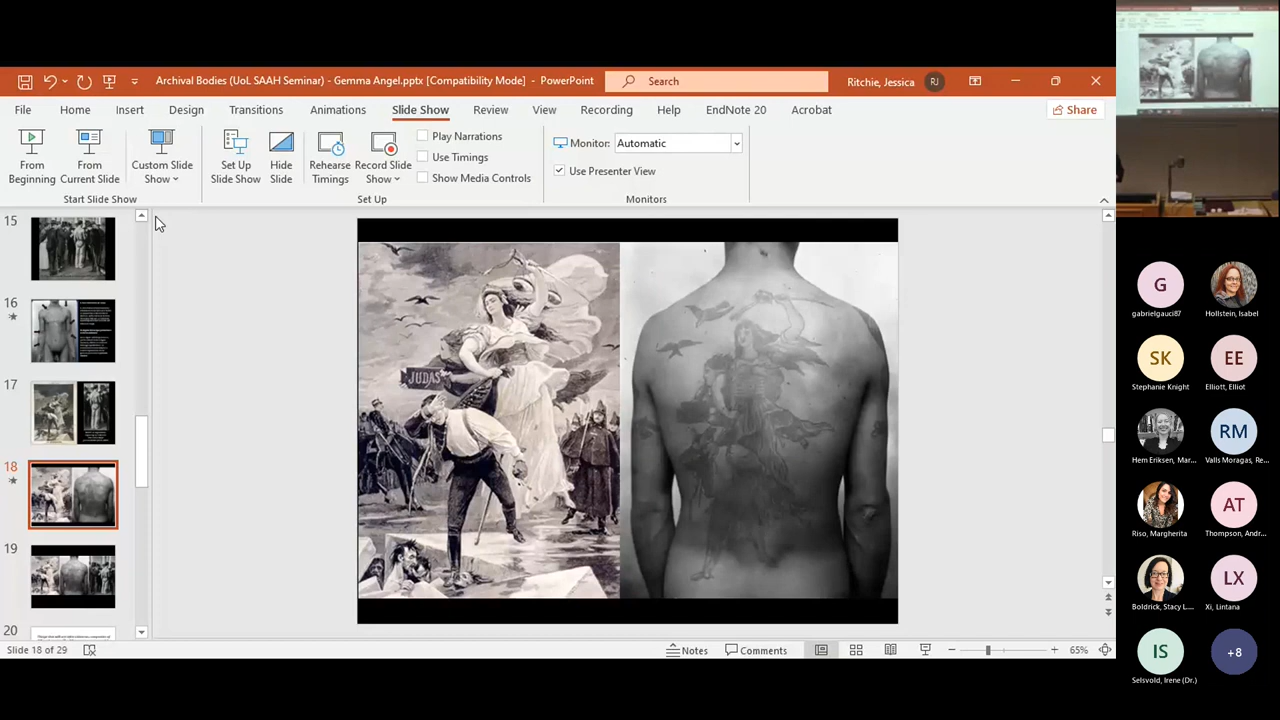 Archival Bodies (UoL SAAH Seminar) - Gemma Angel.pptx [Compatibility Mode] - PowerPoint
Search
Ritchie, Jessica
RJ
File
Home
Insert
Design
Transitions
Animations
Slide Show
Review
View
Recording
Help
EndNote 20
Acrobat
Share
From
Beginning
From
Current Slide
Custom Slide
Show
Set Up
Slide Show
Hide
Slide
Rehearse
Timings
Record Slide
Show
Play Narrations
Use Timings
Show Media Controls
Monitor:
Automatic
Use Presenter View
Start Slide Show
Set Up
Monitors
15
16
17
18
19
20
JUDAS
Slide 18 of 29
Notes
Comments
65%
G
gabrielgauci87
Hollstein, Isabel
SK
Stephanie Knight
EE
Elliott, Elliot
Hem Eriksen, Mar...
RM
Valls Moragas, Re...
Riso, Margherita
AT
Thompson, Andr...
Boldrick, Stacy L....
LX
Xi, Lintana
IS
Selsvold, Irene (Dr.)
+8